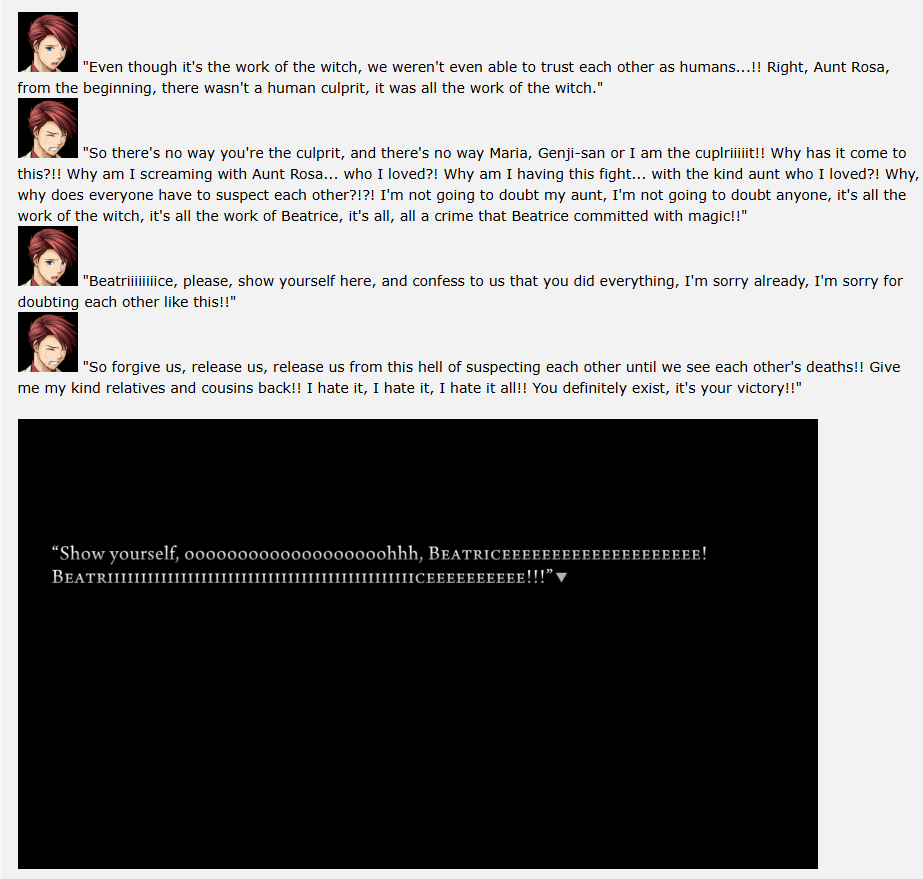 "Even though it's the work of the witch, we weren't even able to trust each other as humans...!! Right, Aunt Rosa,
from the beginning, there wasn't a human culprit, it was all the work of the witch."
"So there's no way you're the culprit, and there's no way Maria, Genji-san or I am the cuplriiiiit!! Why has it come to
this?!! Why am I screaming with Aunt Rosa... who I loved?! Why am I having this fight... with the kind aunt who I loved?! Why,
why does everyone have to suspect each other?!?! I'm not going to doubt my aunt, I'm not going to doubt anyone, it's all the
work of the witch, it's all the work of Beatrice, it's all, all a crime that Beatrice committed with magic!!"
"Beatriiiiiiiice, please, show yourself here, and confess to us that you did everything, I'm sorry already, I'm sorry for
doubting each other like this!!"
"So forgive us, release us, release us from this hell of suspecting each other until we see each other's deaths!! Give
me my kind relatives and cousins back!! I hate it, I hate it, I hate it all!! You definitely exist, it's your victory!!"
“Show yourself, ooooooooooooooooooohhh, Beatriceeeeeeeeeeeeeeeeeeeee!
Beatriiiiiiiiiiiiiiiiiiiiiiiiiiiiiiiiiiiiiiiiiiiiiiiiceeeeeeeeeee!!!”▼